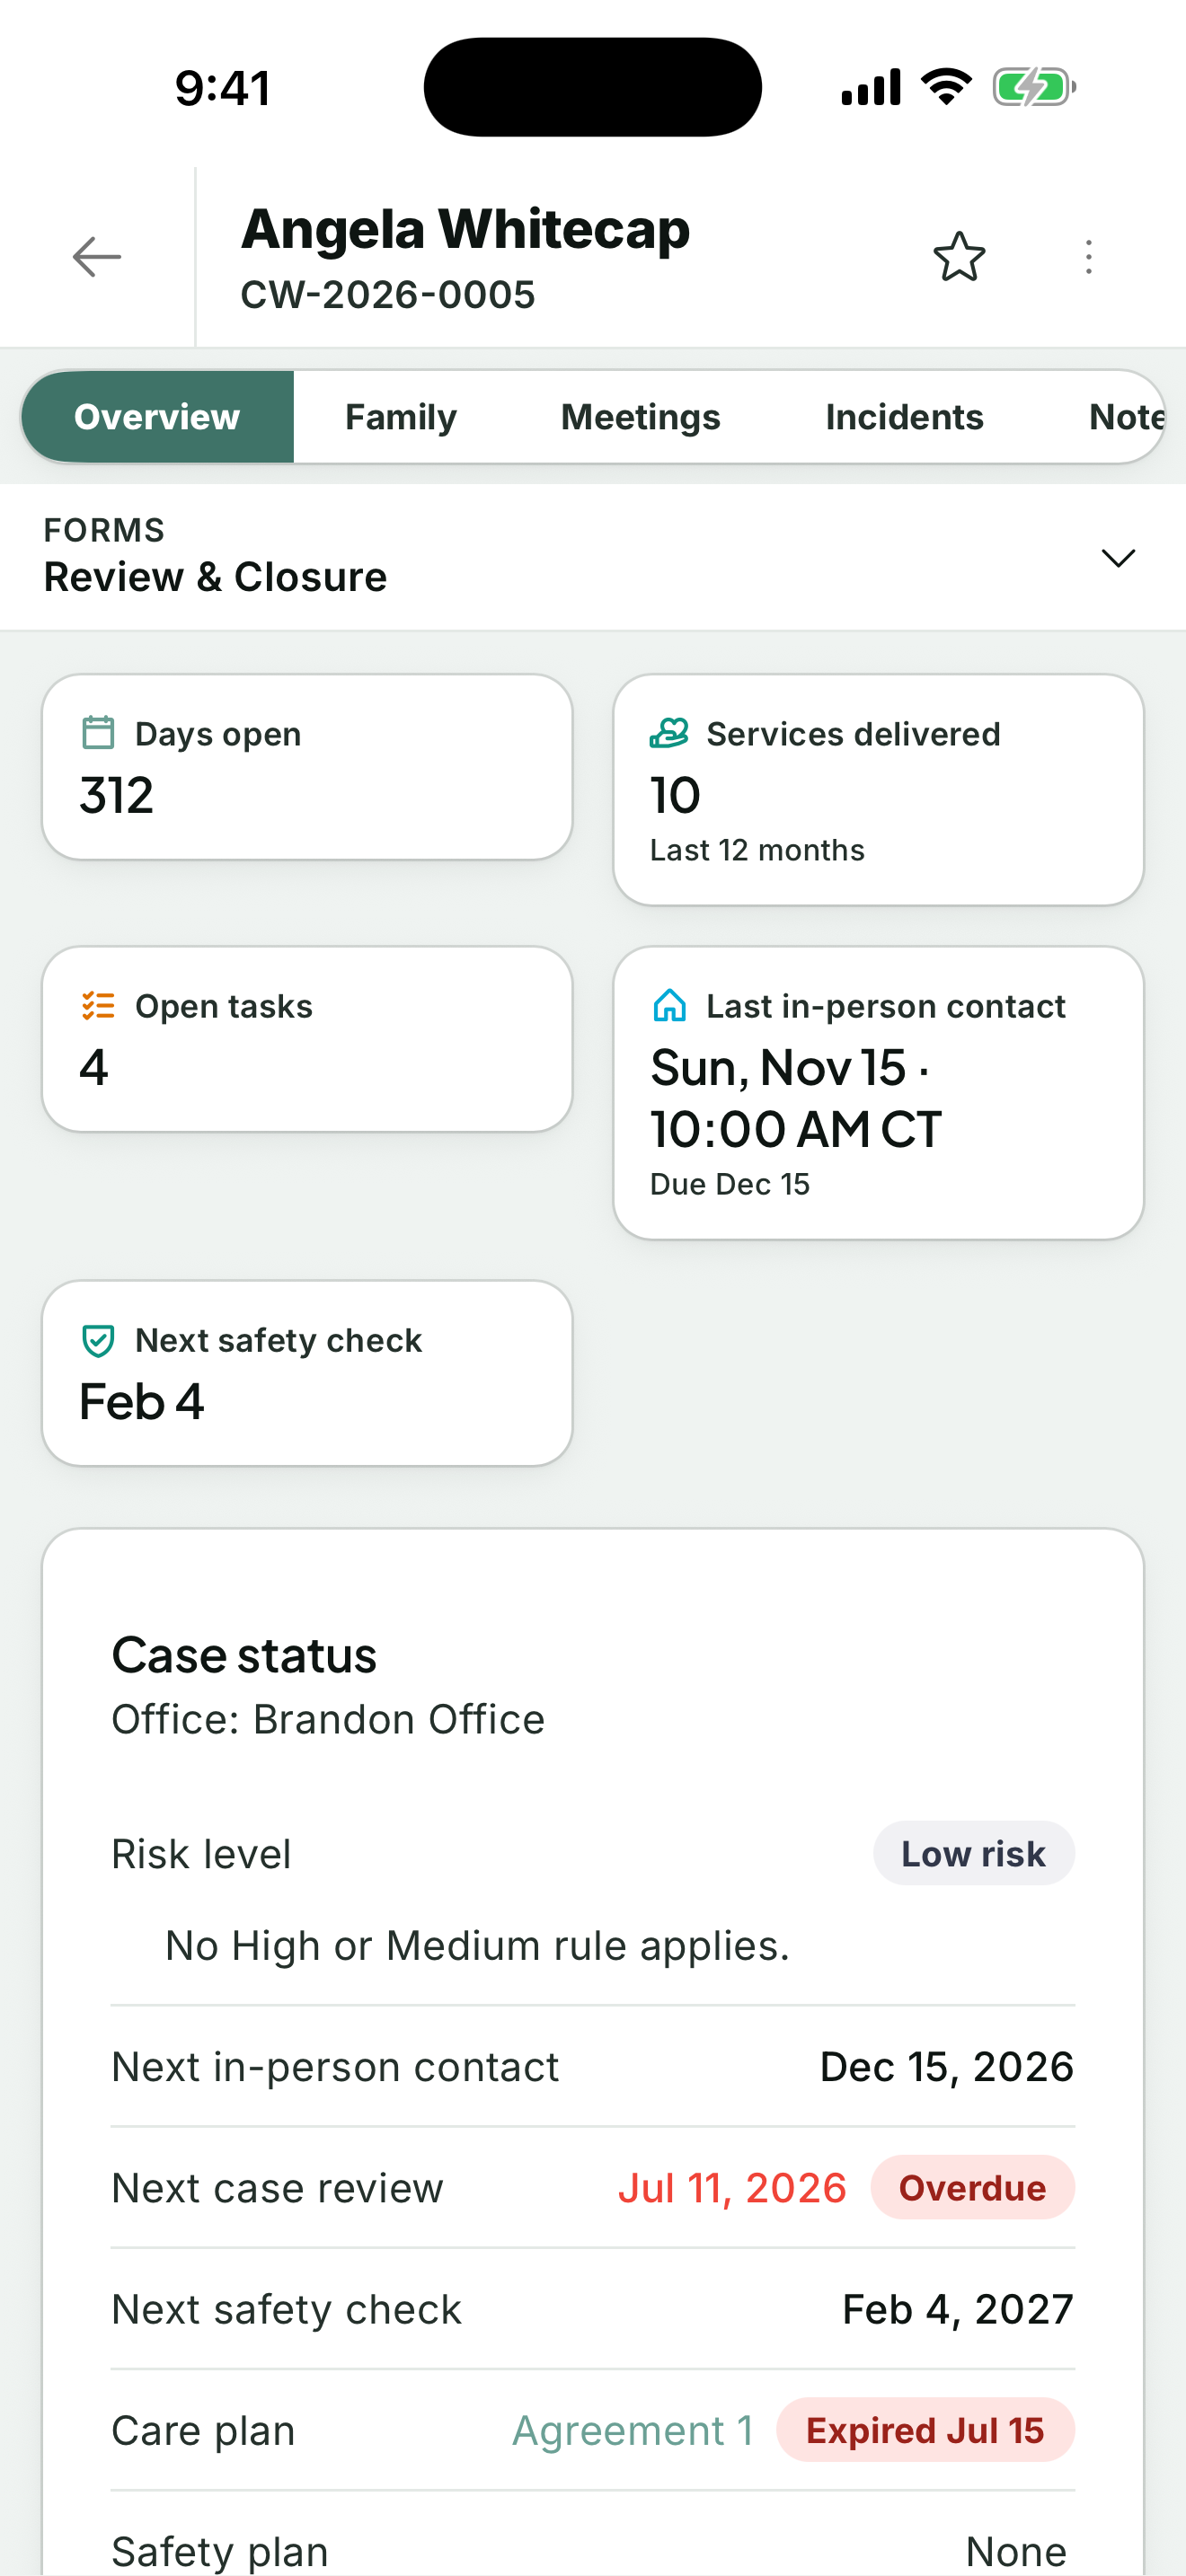 9:41
Angela Whitecap
CW-2026-0005
Overview
Family
Meetings
Incidents
Note
FORMS
Review & Closure
Days open
312
Services delivered
10
Last 12 months
Open tasks
4
Last in-person contact
Sun, Nov 15 ·
10:00 AM CT
Due Dec 15
Next safety check
Feb 4
Case status
Office: Brandon Office
Risk level
Low risk
No High or Medium rule applies.
Next in-person contact
Dec 15, 2026
Next case review
Jul 11, 2026
Overdue
Next safety check
Feb 4, 2027
Care plan
Agreement 1
Expired Jul 15
Safety plan
None